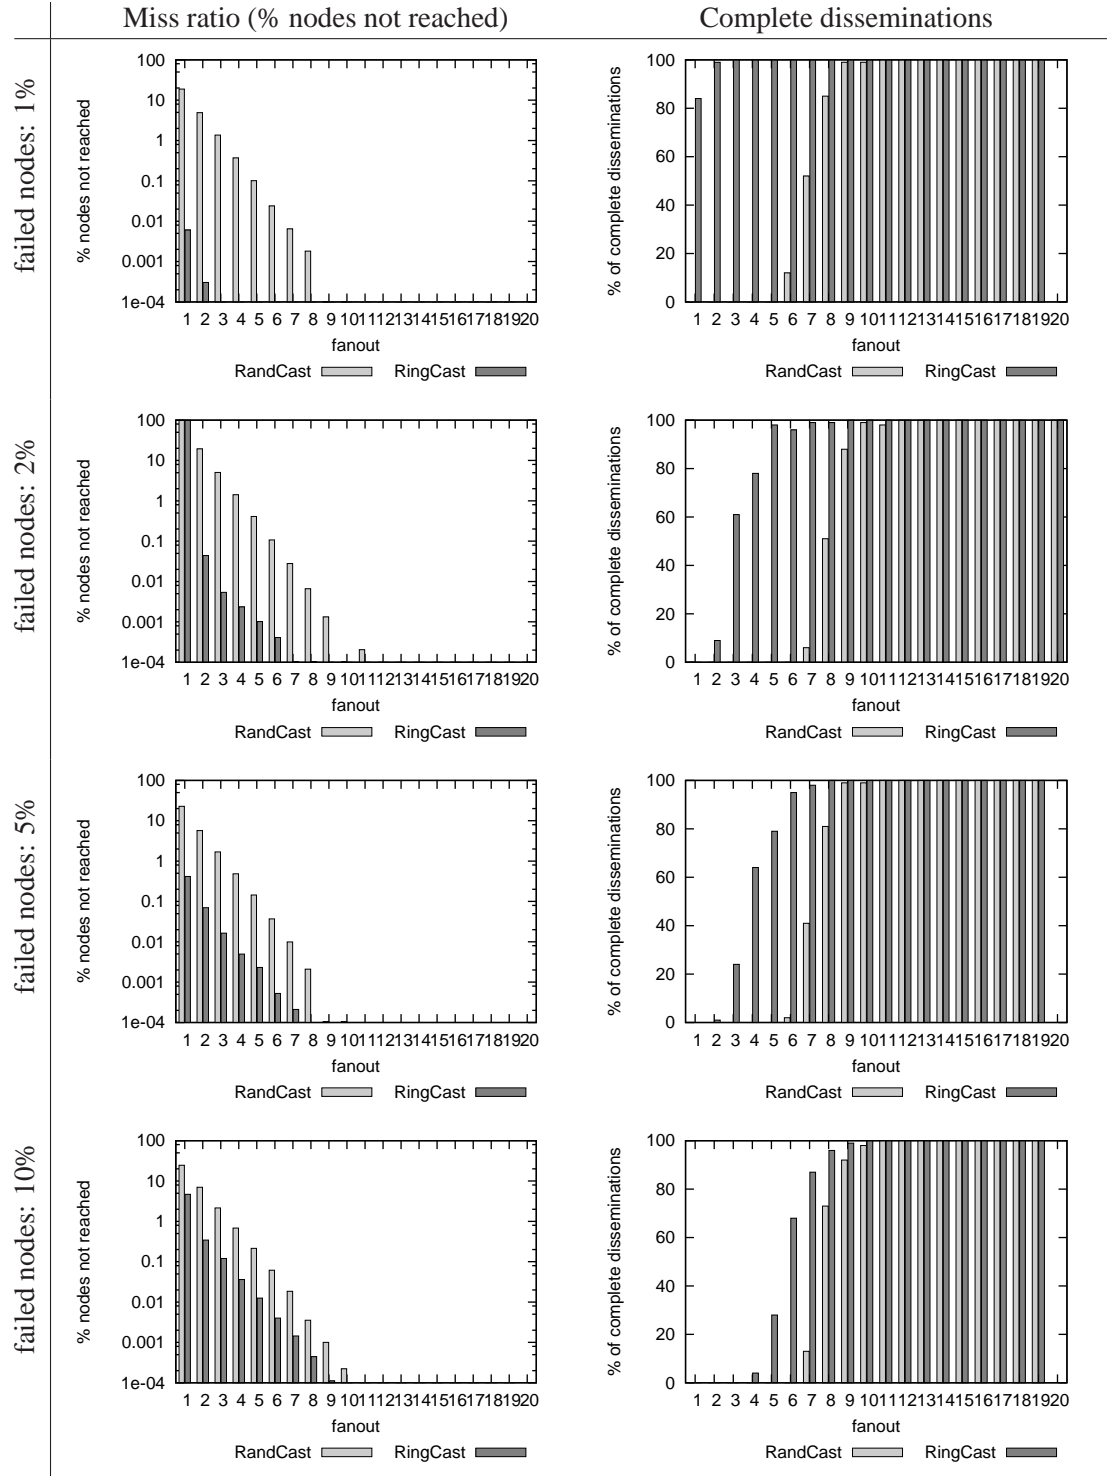 Miss ratio (% nodes not reached)
Complete disseminations
failed nodes: 1%
% nodes not reached
100
10
1
0.1
0.01
0.001
1e-04
1 2 3 4 5 6 7 8 9 10 11 12 13 14 15 16 17 18 19 20
fanout
RandCast RingCast
% of complete disseminations
100
80
60
40
20
0
1 2 3 4 5 6 7 8 9 10 11 12 13 14 15 16 17 18 19 20
fanout
RandCast RingCast
failed nodes: 2%
% nodes not reached
100
10
1
0.1
0.01
0.001
1e-04
1 2 3 4 5 6 7 8 9 10 11 12 13 14 15 16 17 18 19 20
fanout
RandCast RingCast
% of complete disseminations
100
80
60
40
20
0
1 2 3 4 5 6 7 8 9 10 11 12 13 14 15 16 17 18 19 20
fanout
RandCast RingCast
failed nodes: 5%
% nodes not reached
100
10
1
0.1
0.01
0.001
1e-04
1 2 3 4 5 6 7 8 9 10 11 12 13 14 15 16 17 18 19 20
fanout
RandCast RingCast
% of complete disseminations
100
80
60
40
20
0
1 2 3 4 5 6 7 8 9 10 11 12 13 14 15 16 17 18 19 20
fanout
RandCast RingCast
failed nodes: 10%
% nodes not reached
100
10
1
0.1
0.01
0.001
1e-04
1 2 3 4 5 6 7 8 9 10 11 12 13 14 15 16 17 18 19 20
fanout
RandCast RingCast
% of complete disseminations
100
80
60
40
20
0
1 2 3 4 5 6 7 8 9 10 11 12 13 14 15 16 17 18 19 20
fanout
RandCast RingCast